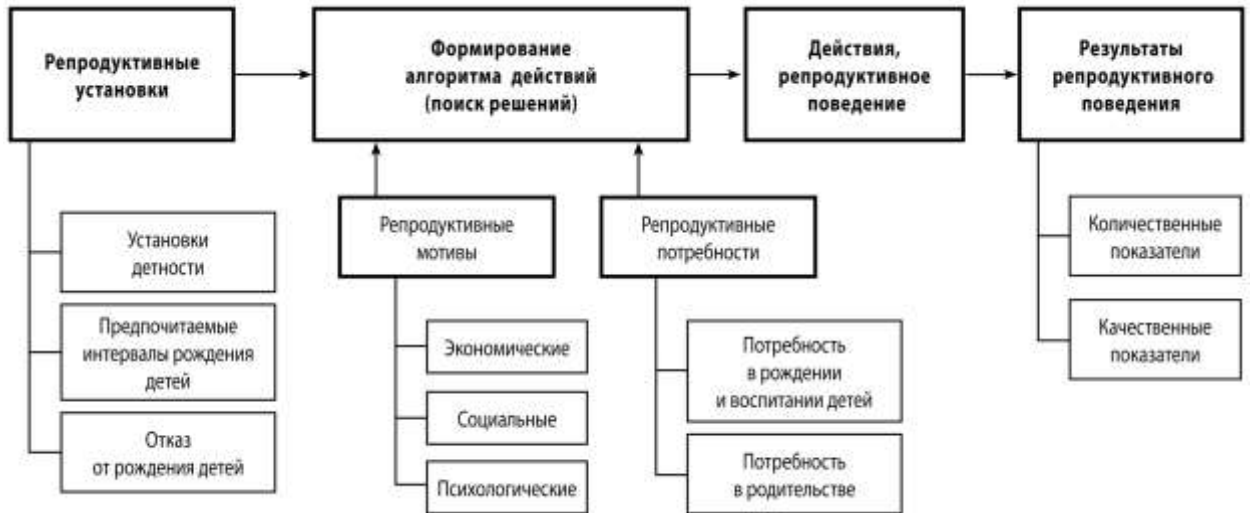 Репродуктивные
установки
Формирование
алгоритма действий
(поиск решений)
Действия,
репродуктивное
поведение
Результаты
репродуктивного
поведения
Установки
детности
Предпочитаемые
интервалы рождения
детей
Отказ
от рождения детей
Репродуктивные
мотивы
Экономические
Социальные
Психологические
Репродуктивные
потребности
Потребность
в рождении
и воспитании детей
Потребность
в родительстве
Количественные
показатели
Качественные
показатели